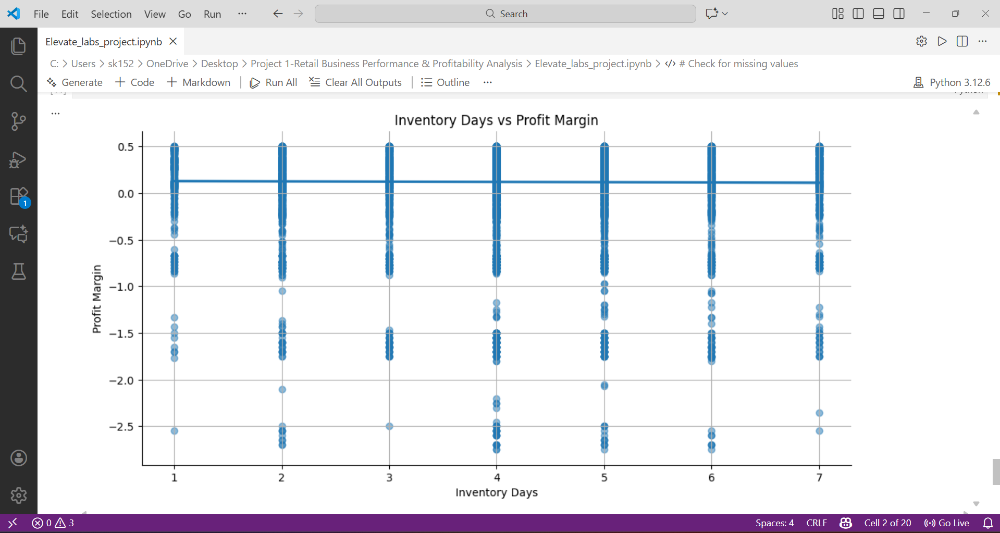 File Edit Selection View Go Run ··· Search
Elevate_labs_project.ipynb
C: > Users > sk152 > OneDrive > Desktop > Project 1-Retail Business Performance & Profitability Analysis > Elevate_labs_project.ipynb > # Check for missing values
Generate + Code + Markdown Run All Clear All Outputs Outline ··· Python 3.12.6
Inventory Days vs Profit Margin
0.5
0.0
−0.5
−1.0
−1.5
−2.0
−2.5
Profit Margin
1 2 3 4 5 6 7
Inventory Days
1
0 3 Spaces: 4 CRLF Cell 2 of 20 Go Live